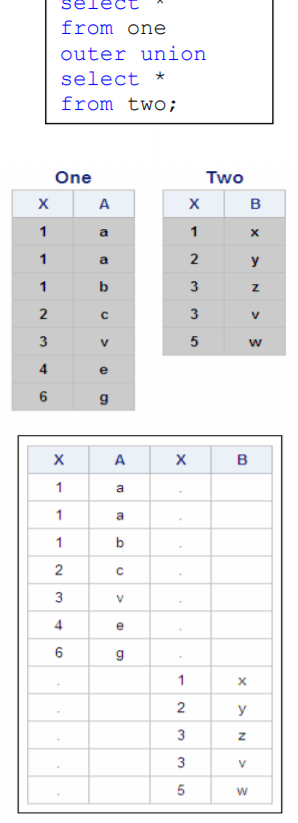 select *
from one
outer union
select *
from two;
One Two
X A X B
1 a 1 x
1 a 2 y
1 b 3 z
2 c 3 v
3 v 5 w
4 e
6 g
X A X B
1 a .
1 a .
1 b .
2 c .
3 v .
4 e .
6 g .
. 1 x
. 2 y
. 3 z
. 3 v
. 5 w